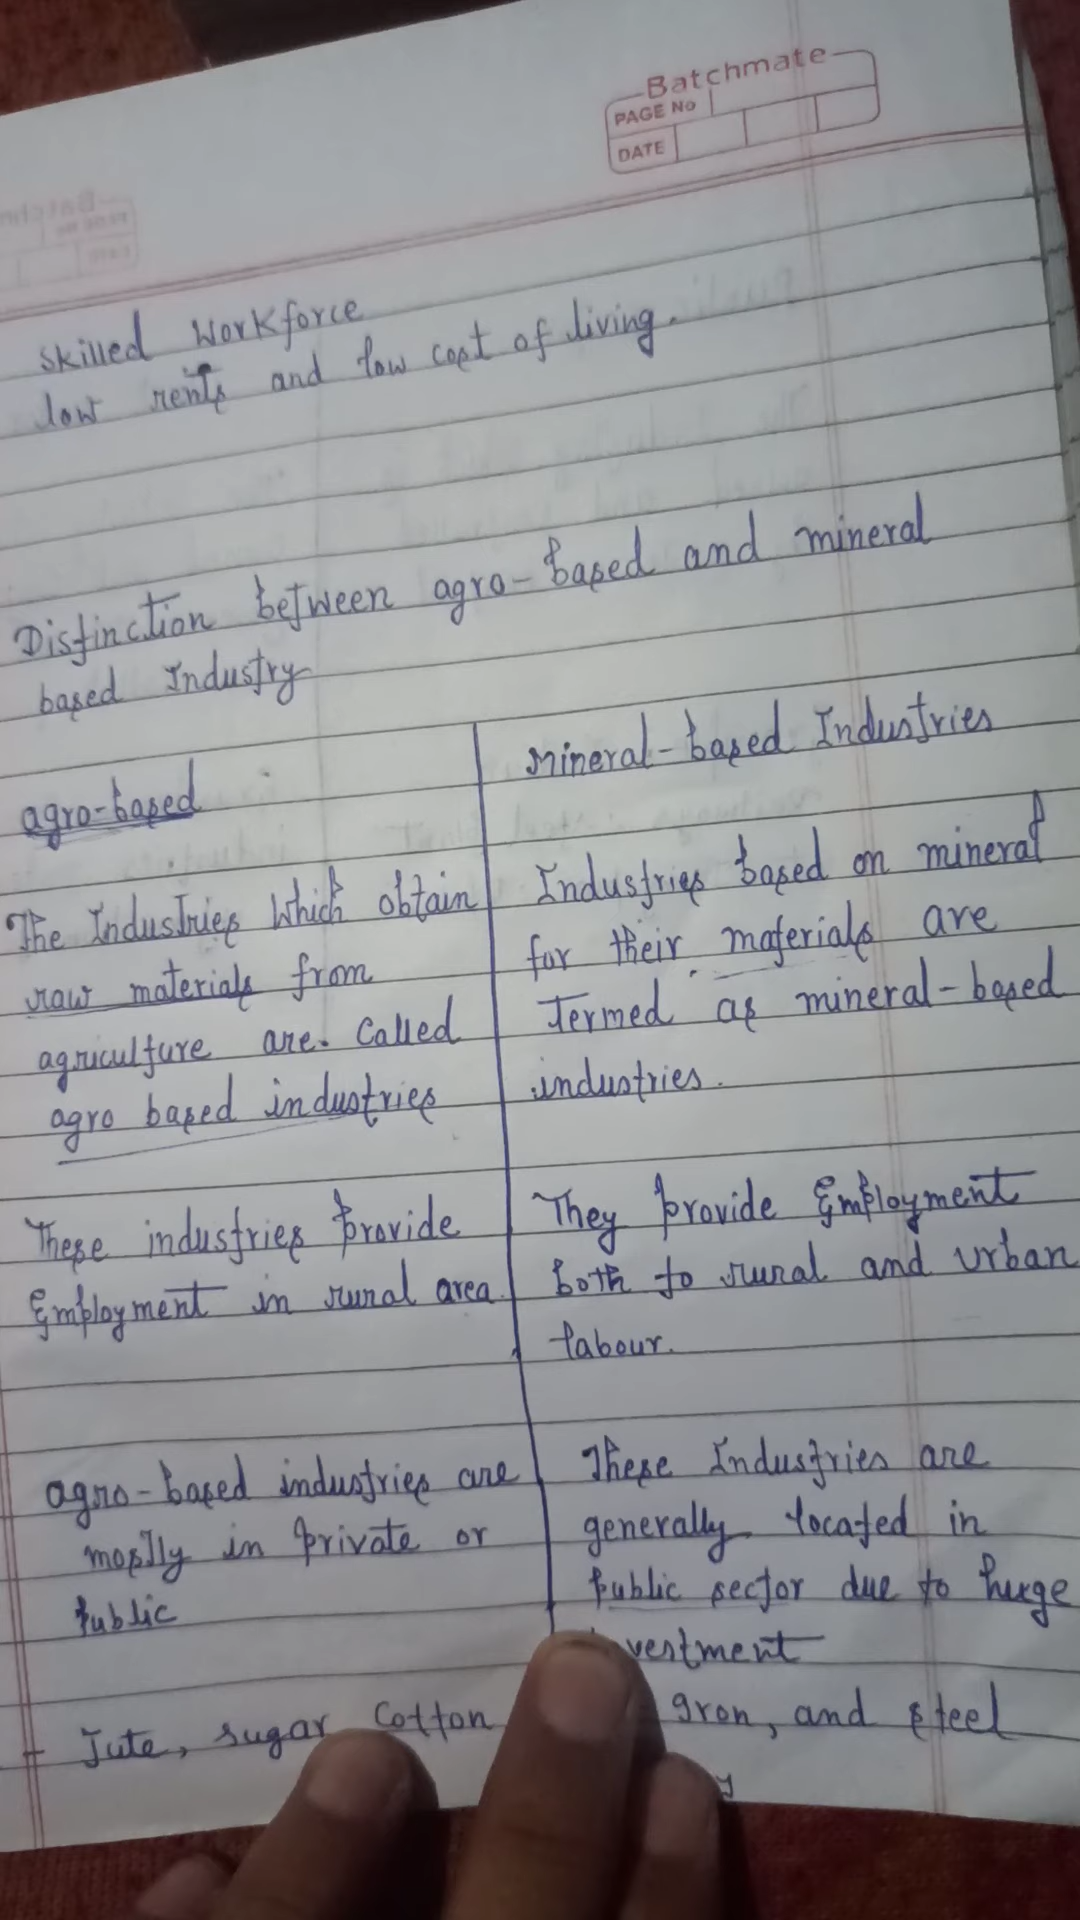 Batchmate
PAGE No
DATE
skilled workforce
low rents and low cost of living.
Distinction between agro-based and mineral
based Industry
agro-based
The Industries which obtain
raw materials from
agriculture are. called
agro based industries
These industries provide
Employment in rural area.
agro-based industries are
mostly in private or
public
Jute, sugar cotton
Mineral-based Industries
Industries based on mineral
for their materials are
termed as mineral-based
industries.
They provide Employment
both to rural and urban
labour.
These Industries are
generally located in
public sector due to huge
vestment
Iron, and steel